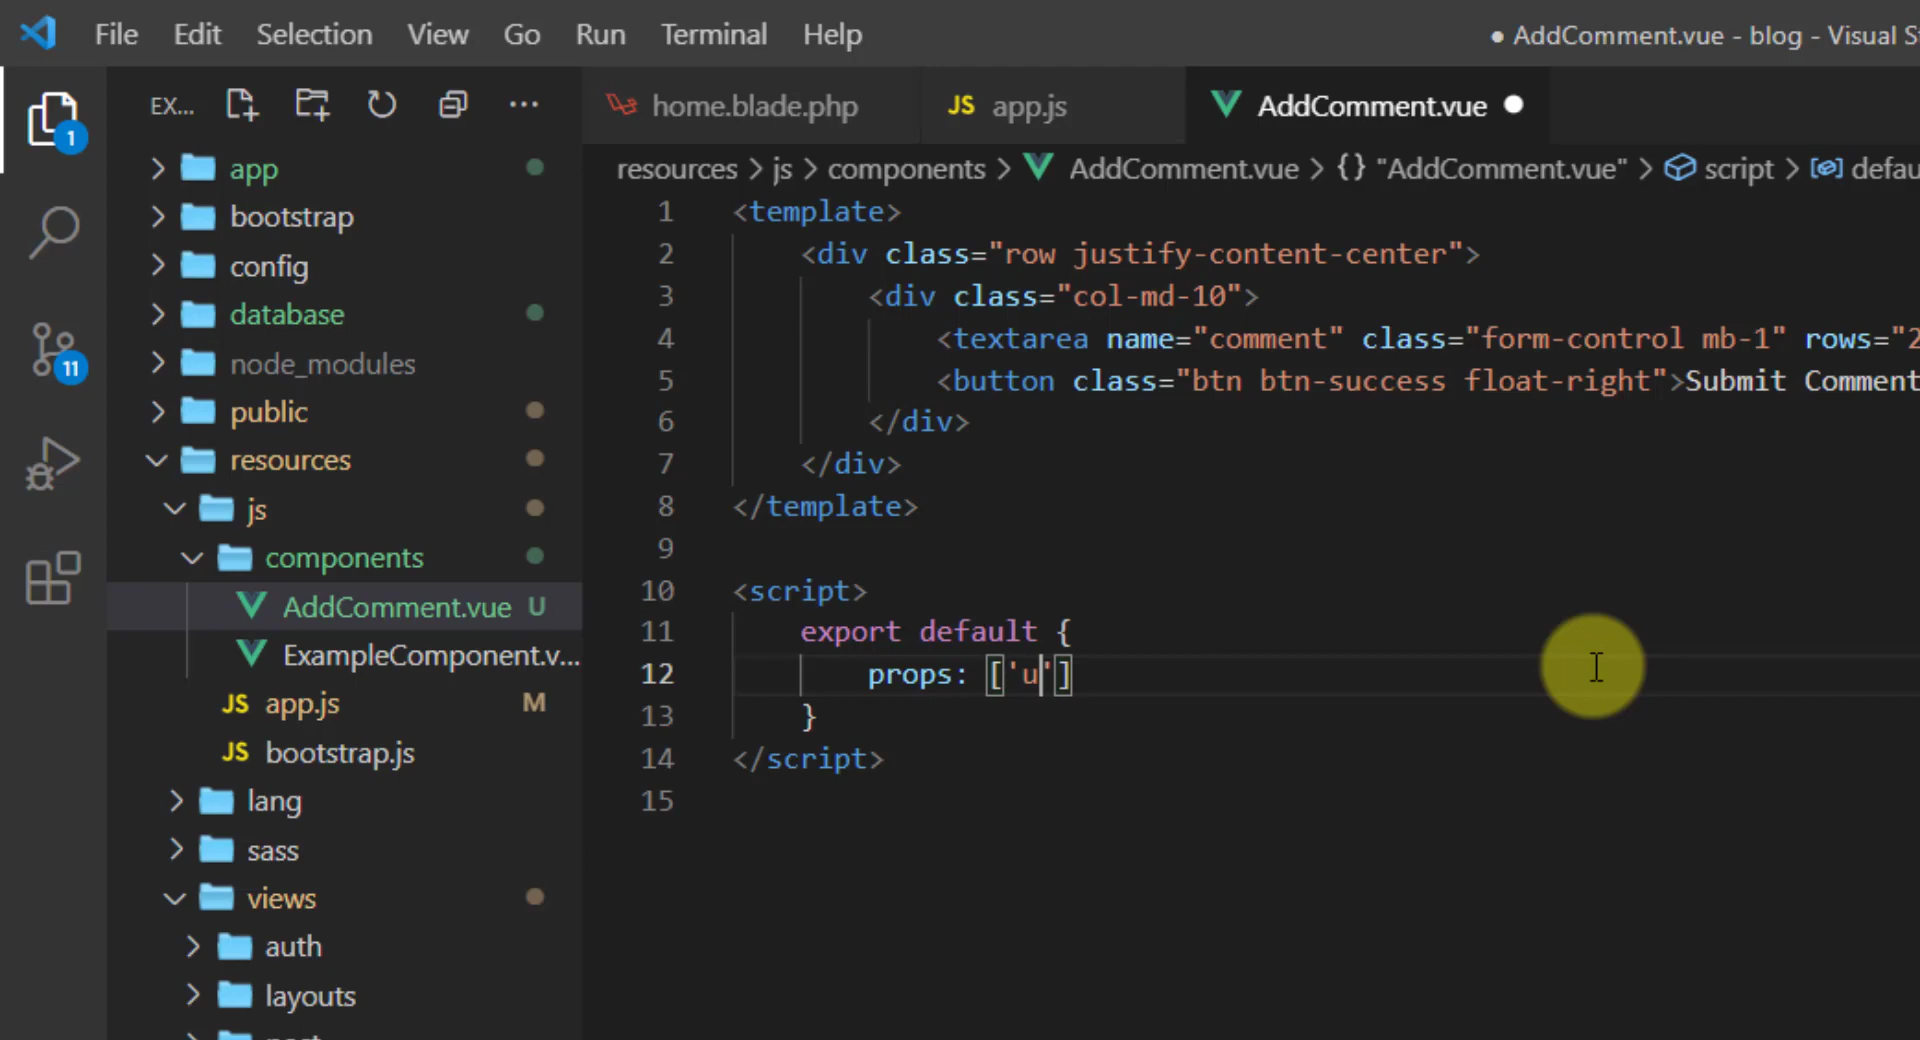 File Edit Selection View Go Run Terminal Help
● AddComment.vue - blog - Visual S
EX... ···
home.blade.php
JS app.js
AddComment.vue ●
resources > js > components > AddComment.vue > {} "AddComment.vue" > script > defau
1
11
app
bootstrap
config
database
node_modules
public
resources
js
components
AddComment.vue U
ExampleComponent.v...
JS app.js M
JS bootstrap.js
lang
sass
views
auth
layouts
1 <template>
2 <div class="row justify-content-center">
3 <div class="col-md-10">
4 <textarea name="comment" class="form-control mb-1" rows="2
5 <button class="btn btn-success float-right">Submit Comment
6 </div>
7 </div>
8 </template>
9
10 <script>
11 export default {
12 props: ['u']
13 }
14 </script>
15